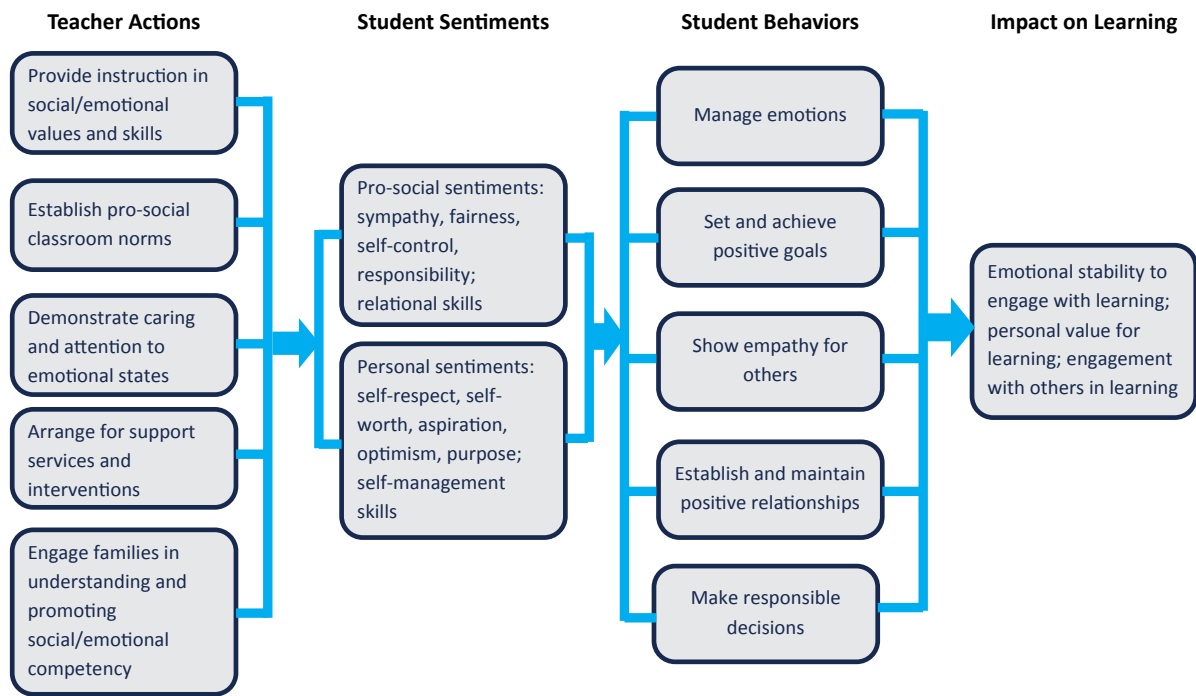 Teacher Actions
Student Sentiments
Student Behaviors
Impact on Learning
Provide instruction in
social/emotional
values and skills
Establish pro-social
classroom norms
Demonstrate caring
and attention to
emotional states
Arrange for support
services and
interventions
Engage families in
understanding and
promoting
social/emotional
competency
Pro-social sentiments:
sympathy, fairness,
self-control,
responsibility;
relational skills
Personal sentiments:
self-respect, self-
worth, aspiration,
optimism, purpose;
self-management
skills
Manage emotions
Set and achieve
positive goals
Show empathy for
others
Establish and maintain
positive relationships
Make responsible
decisions
Emotional stability to
engage with learning;
personal value for
learning; engagement
with others in learning